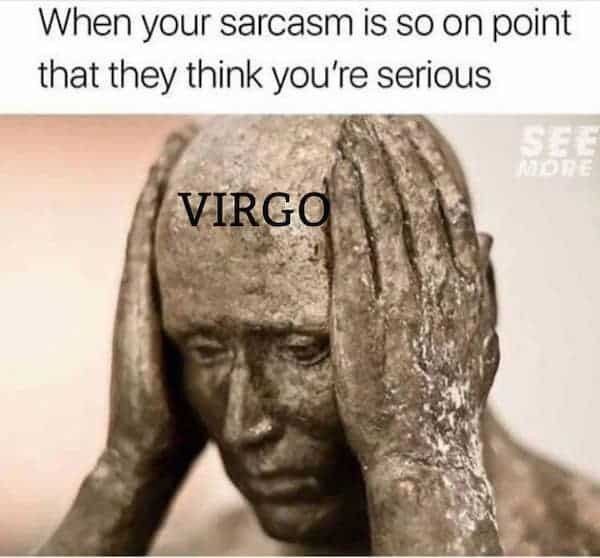 When your sarcasm is so on point
that they think you're serious
SEE
MORE
VIRGO